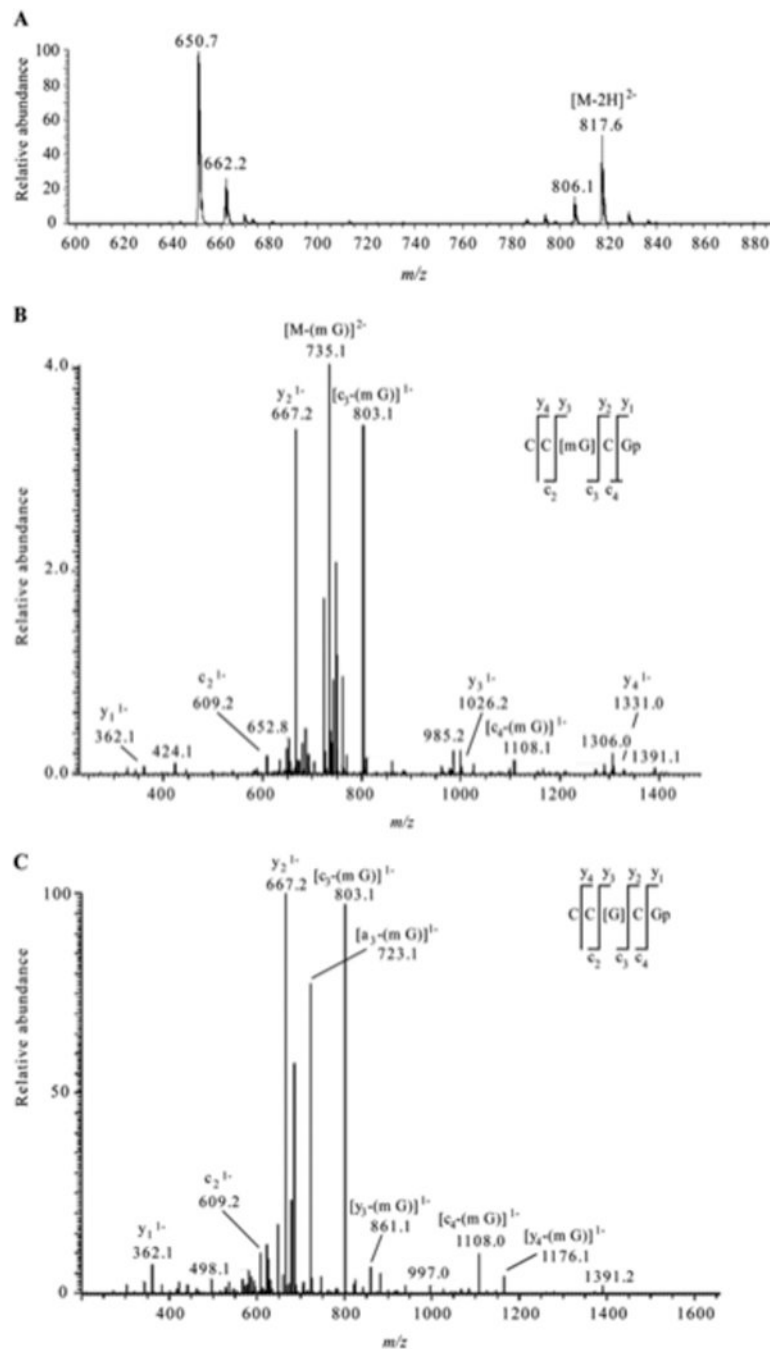 A
650.7
100
80
60
40
20
0
Relative abundance
662.2
[M-2H]2-
817.6
806.1
600 620 640 660 680 700 720 740 760 780 800 820 840 860 880
m/z
B
[M-(m G)]2-
735.1
4.0
2.0
0.0
Relative abundance
y2 1-
667.2
[c3-(m G)]1-
803.1
y4 y3 y2 y1
C C [m G] C Gp
c2 c3 c4
c2 1-
609.2
y1 1-
362.1
424.1
652.8
985.2
y3 1-
1026.2
[c4-(m G)]1-
1108.1
y4 1-
1331.0
1306.0
1391.1
400 600 800 1000 1200 1400
m/z
C
y2 1-
667.2
[c3-(m G)]1-
803.1
100
50
0
Relative abundance
[a3-(m G)]1-
723.1
y4 y3 y2 y1
C C [G] C Gp
c2 c3 c4
c2 1-
609.2
y1 1-
362.1
498.1
[y3-(m G)]1-
861.1
997.0
[c4-(m G)]1-
1108.0
[y4-(m G)]1-
1176.1
1391.2
400 600 800 1000 1200 1400 1600
m/z